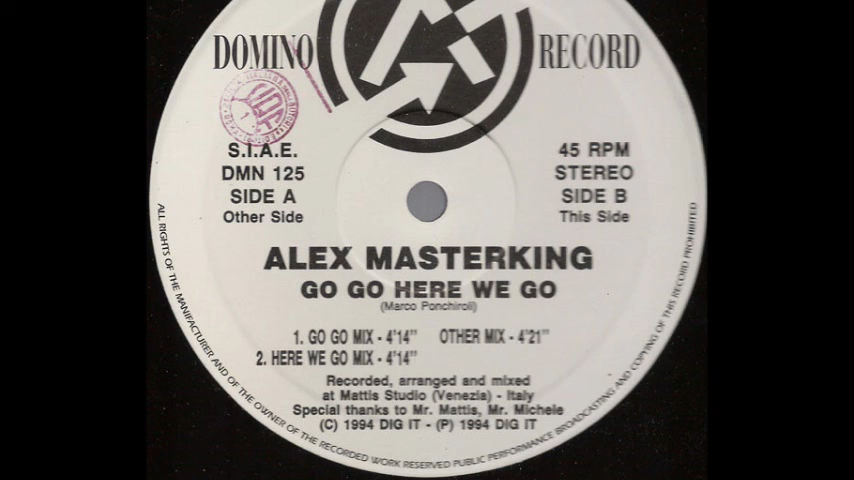 DOMINO RECORD
S.I.A.E.
DMN 125
SIDE A
Other Side
45 RPM
STEREO
SIDE B
This Side
ALEX MASTERKING
GO GO HERE WE GO
(Marco Ponchiroli)
1. GO GO MIX - 4'14" OTHER MIX - 4'21"
2. HERE WE GO MIX - 4'14"
Recorded, arranged and mixed
at Mattis Studio (Venezia) - Italy
Special thanks to Mr. Mattis, Mr. Michele
(C) 1994 DIG IT - (P) 1994 DIG IT
ALL RIGHTS OF THE MANIFACTURER AND OF THE OWNER OF THE RECORDED WORK RESERVED PUBLIC PERFORMANCE BROADCASTING AND COPYING OF THIS RECORD PROHIBITED